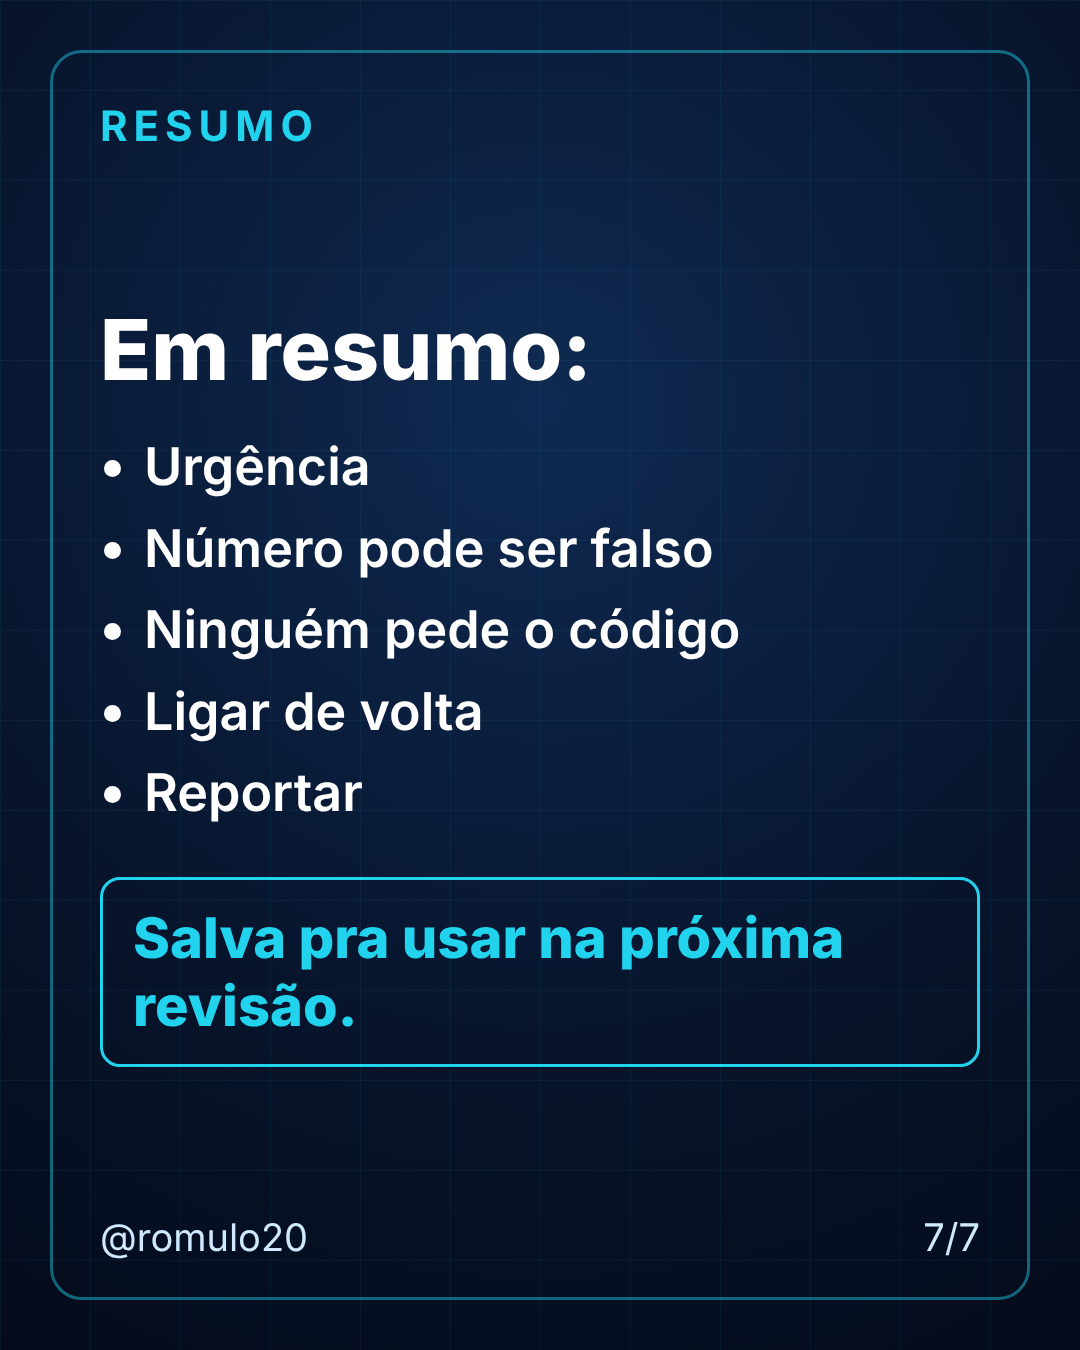 RESUMO
Em resumo:
• Urgência
• Número pode ser falso
• Ninguém pede o código
• Ligar de volta
• Reportar
Salva pra usar na próxima
revisão.
@romulo20
7/7